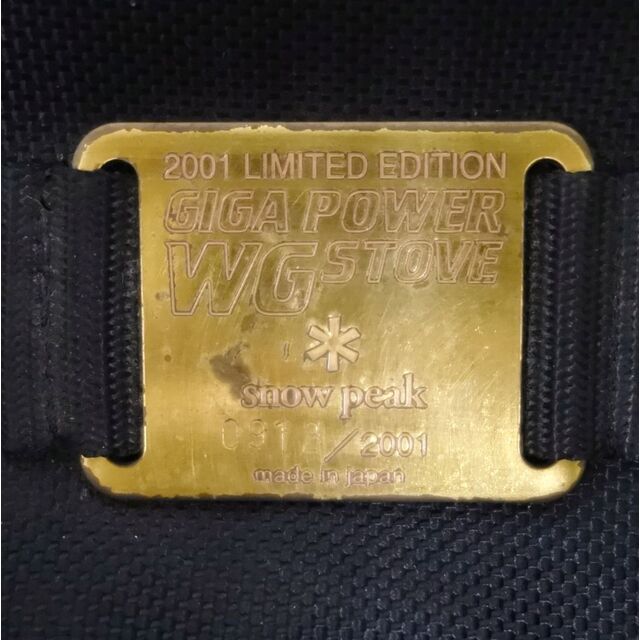 2001 LIMITED EDITION
GIGA POWER
WG STOVE
snow peak
/2001
made in japan